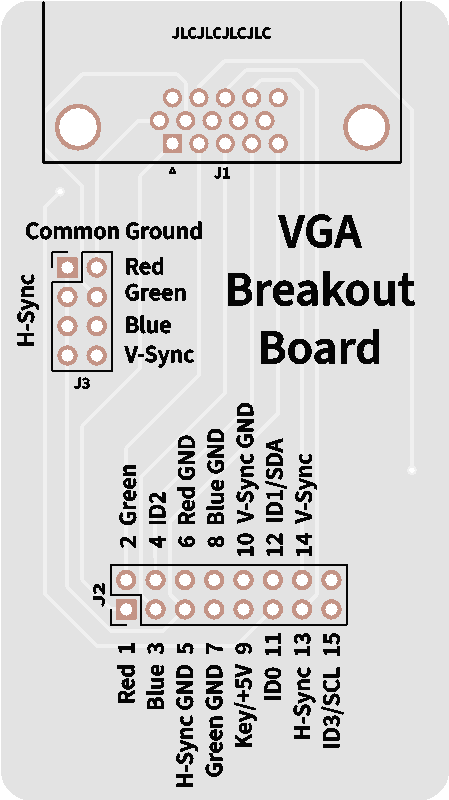 JLCJLCJLCJLC
J1
Common Ground
VGA
Breakout
Board
H-Sync
Red
Green
Blue
V-Sync
J3
2 Green
4 ID2
6 Red GND
8 Blue GND
10 V-Sync GND
12 ID1/SDA
14 V-Sync
J2
Red 1
Blue 3
H-Sync GND 5
Green GND 7
Key/+5V 9
ID0 11
H-Sync 13
ID3/SCL 15